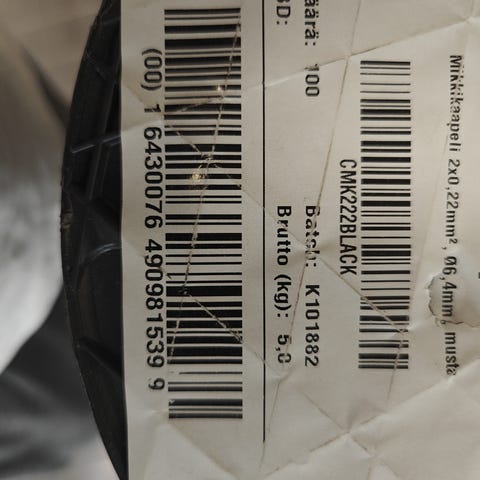 Mikkikaapeli 2x0,22mm², Ø6,4mm, musta
CMK222BLACK
äärä: 100
Batch: K101882
BD:
Brutto (kg): 5,0
(00) 1 6430076 490981539 9